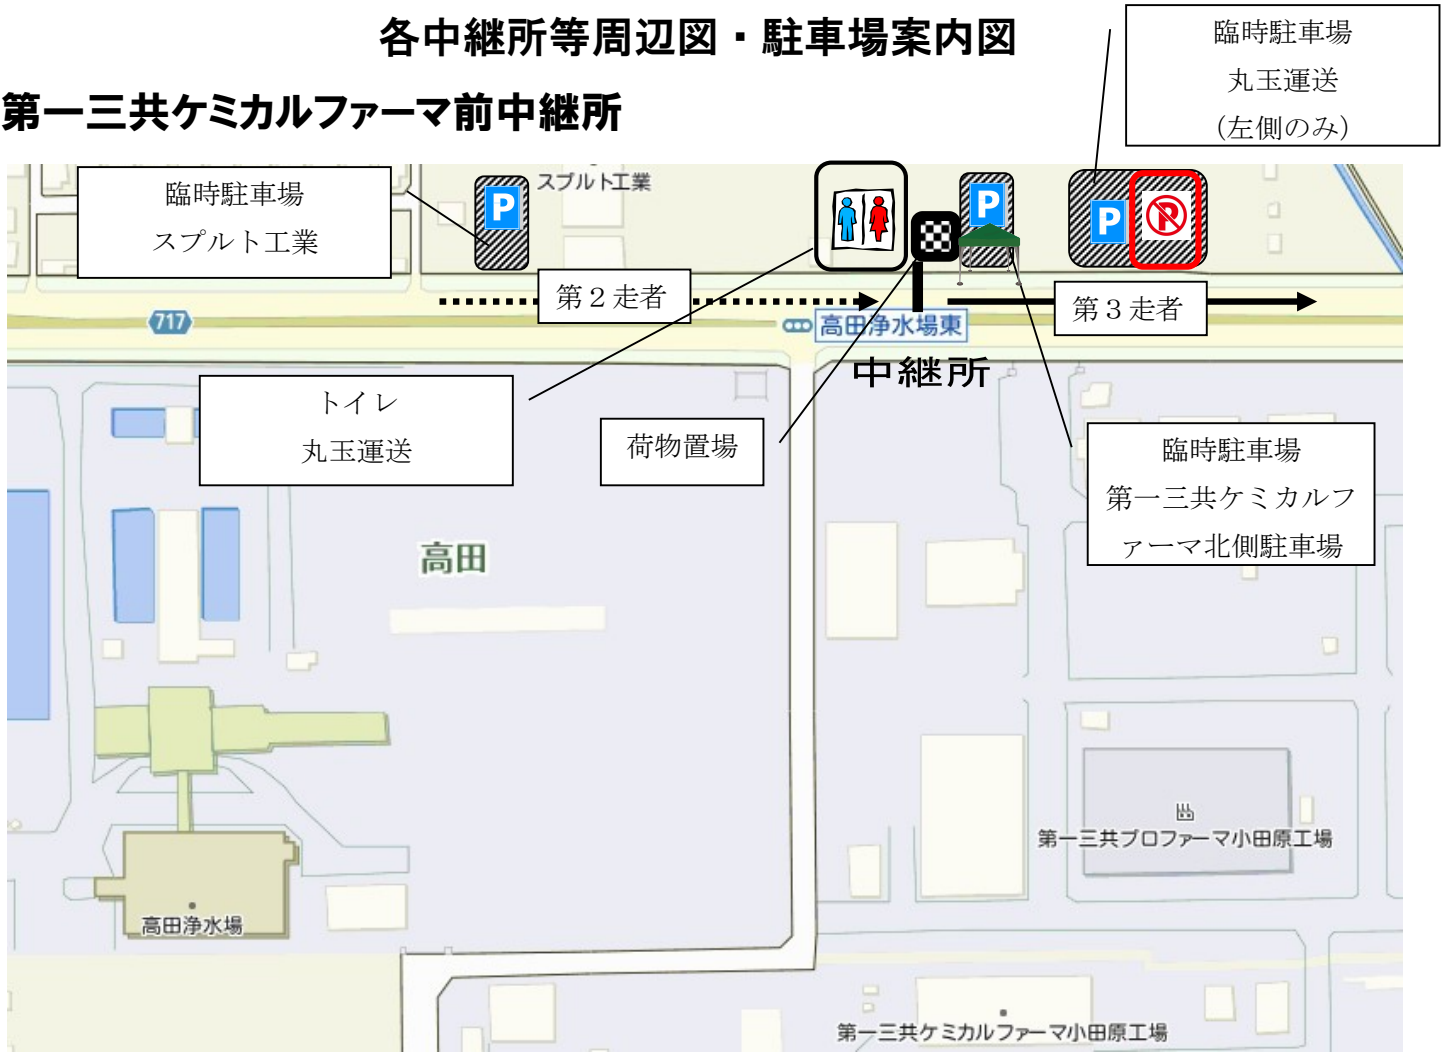 各中継所等周辺図・駐車場案内図
臨時駐車場
丸玉運送
(左側のみ)
第一三共ケミカルファーマ前中継所
臨時駐車場
スプルト工業
P
スプルト工業
P
P
P
第２走者
第３走者
717
高田浄水場東
中継所
トイレ
丸玉運送
荷物置場
臨時駐車場
第一三共ケミカルフ
ァーマ北側駐車場
高田
第一三共プロファーマ小田原工場
高田浄水場
第一三共ケミカルファーマ小田原工場